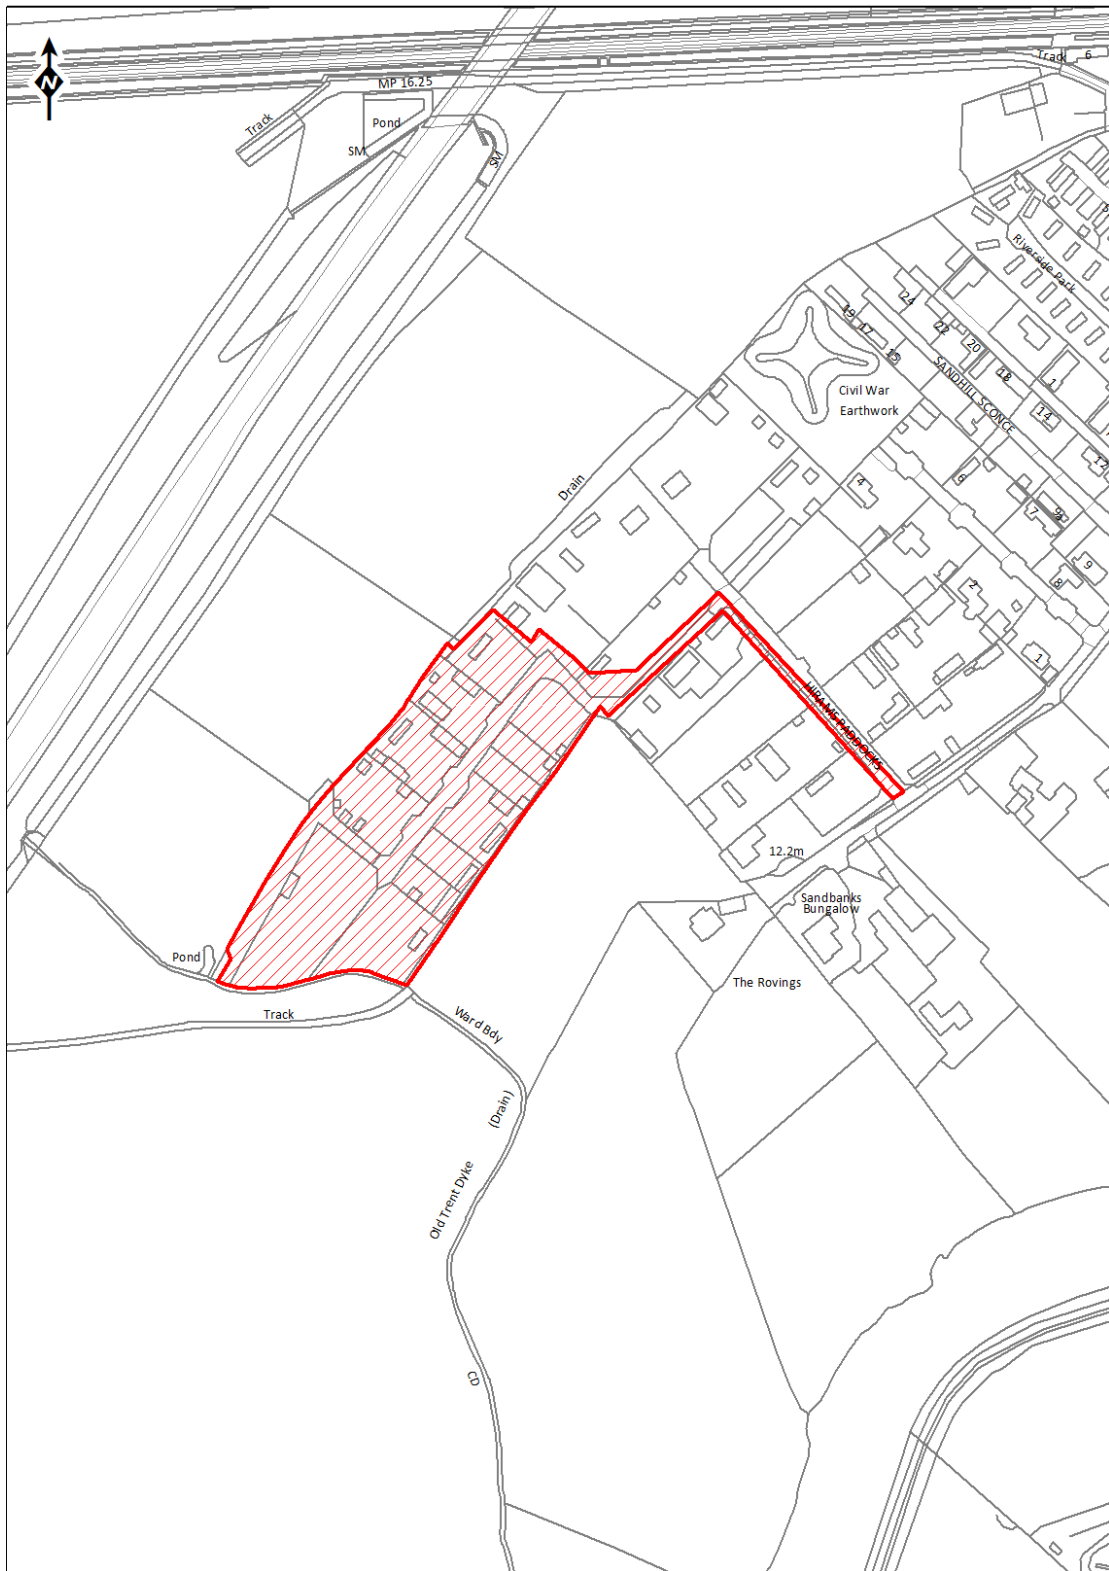 N
Track
6
MP 16.25
Pond
Track
SM
SM
Riverside Park
24
19
17
15
22
20
18
1
SANDHILL SCONCE
14
12
Civil War
Earthwork
4
6
7
9a
9
8
2
1
Drain
HIRAMS PADDOCKS
12.2m
Sandbanks
Bungalow
The Rovings
Pond
Track
Ward Bdy
(Drain)
Old Trent Dyke
CD